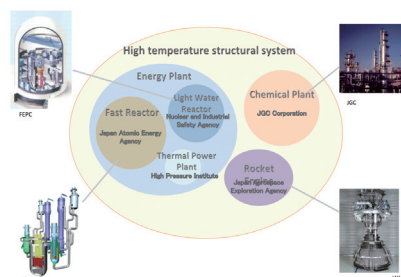 High temperature structural system
Energy Plant
Light Water
Reactor
Nuclear and Industrial
Safety Agency
Fast Reactor
Japan Atomic Energy
Agency
Thermal Power
Plant
High Pressure Institute
Chemical Plant
JGC Corporation
Rocket
Engine
Japan Aerospace
Exploration Agency
FEPC
JGC